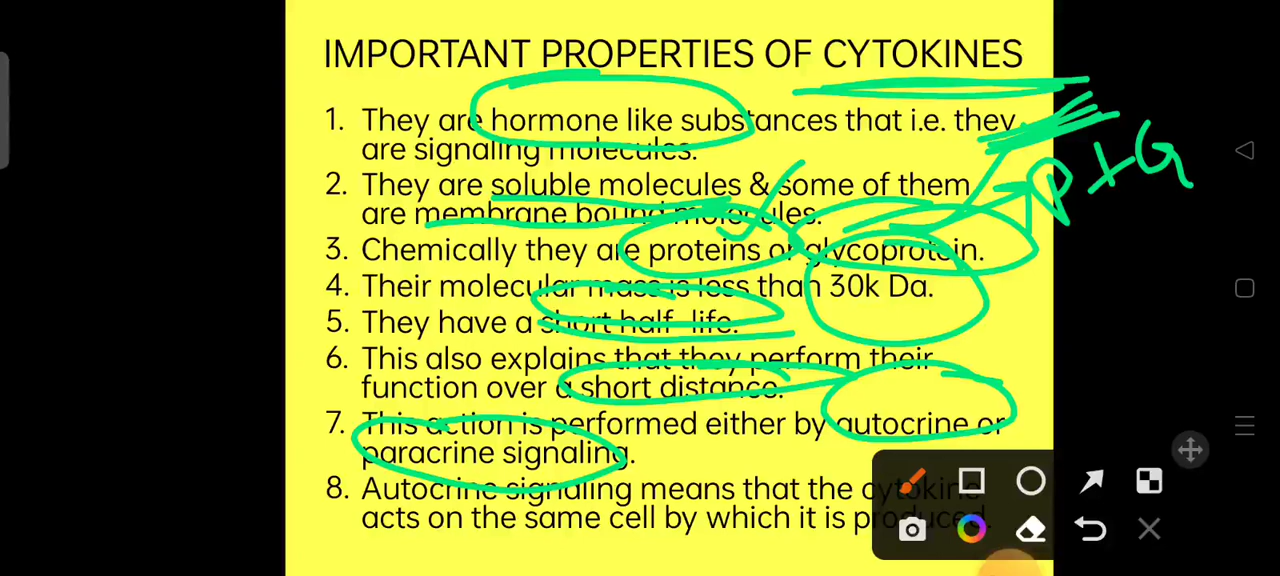 IMPORTANT PROPERTIES OF CYTOKINES
1. They are hormone like substances that i.e. they
are signaling molecules.
2. They are soluble molecules & some of them
are membrane bound molecules.
P+G
3. Chemically they are proteins or glycoprotein.
4. Their molecular mass is less than 30k Da.
5. They have a short half-life.
6. This also explains that they perform their
function over a short distance.
7. This action is performed either by autocrine or
paracrine signaling.
8. Autocrine signaling means that the cytokine
acts on the same cell by which it is produced.